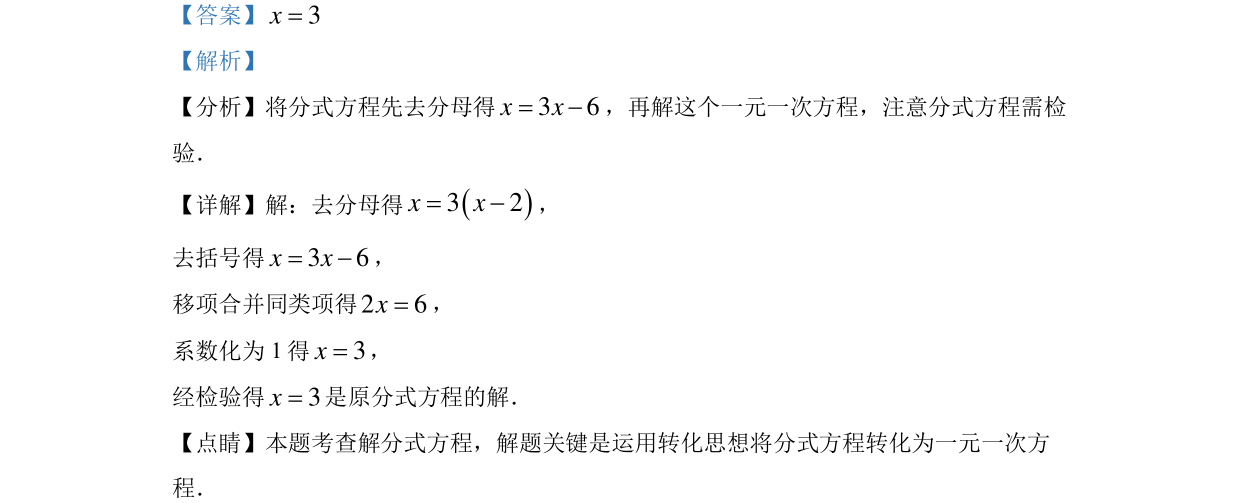 【答案】x = 3
【解析】
【分析】将分式方程先去分母得 x = 3x − 6，再解这个一元一次方程，注意分式方程需检
验．
【详解】解：去分母得 x = 3(x − 2)，
去括号得 x = 3x − 6，
移项合并同类项得 2x = 6，
系数化为 1 得 x = 3，
经检验得 x = 3 是原分式方程的解．
【点睛】本题考查解分式方程，解题关键是运用转化思想将分式方程转化为一元一次方
程．